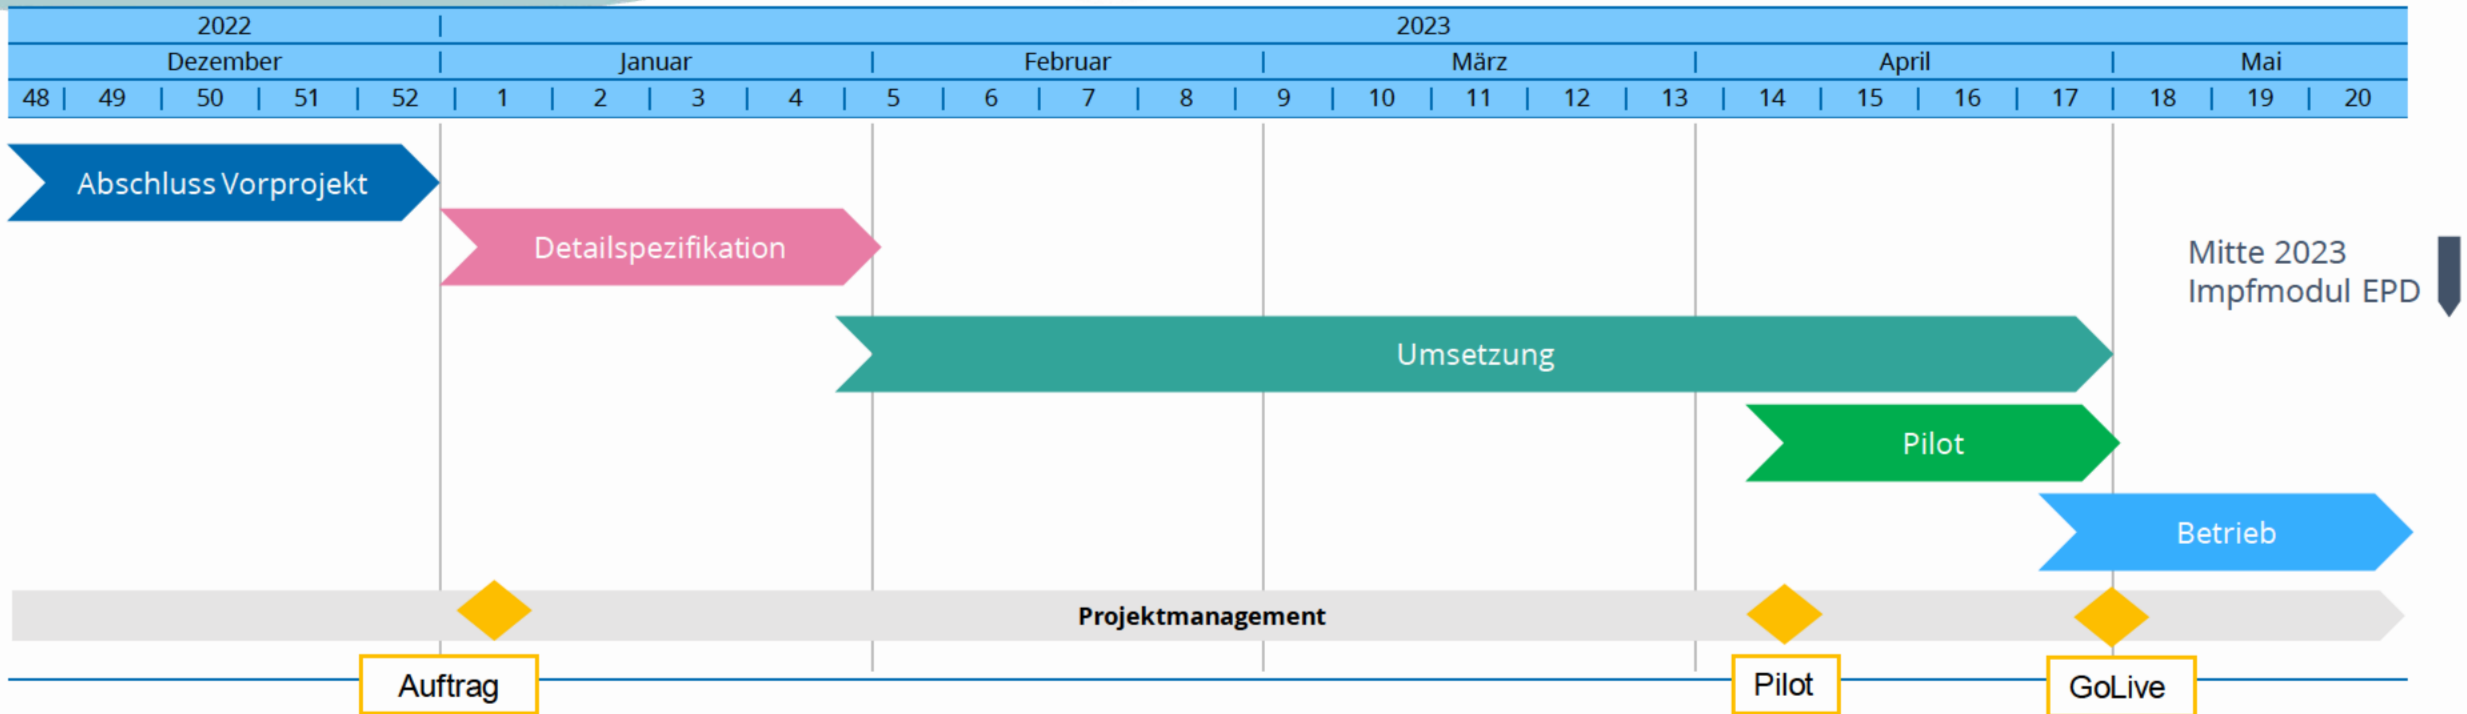 2022 2023
Dezember Januar Februar März April Mai
48 49 50 51 52 1 2 3 4 5 6 7 8 9 10 11 12 13 14 15 16 17 18 19 20
Abschluss Vorprojekt
Detailspezifikation
Mitte 2023
Impfmodul EPD
Umsetzung
Pilot
Betrieb
Projektmanagement
Auftrag Pilot GoLive